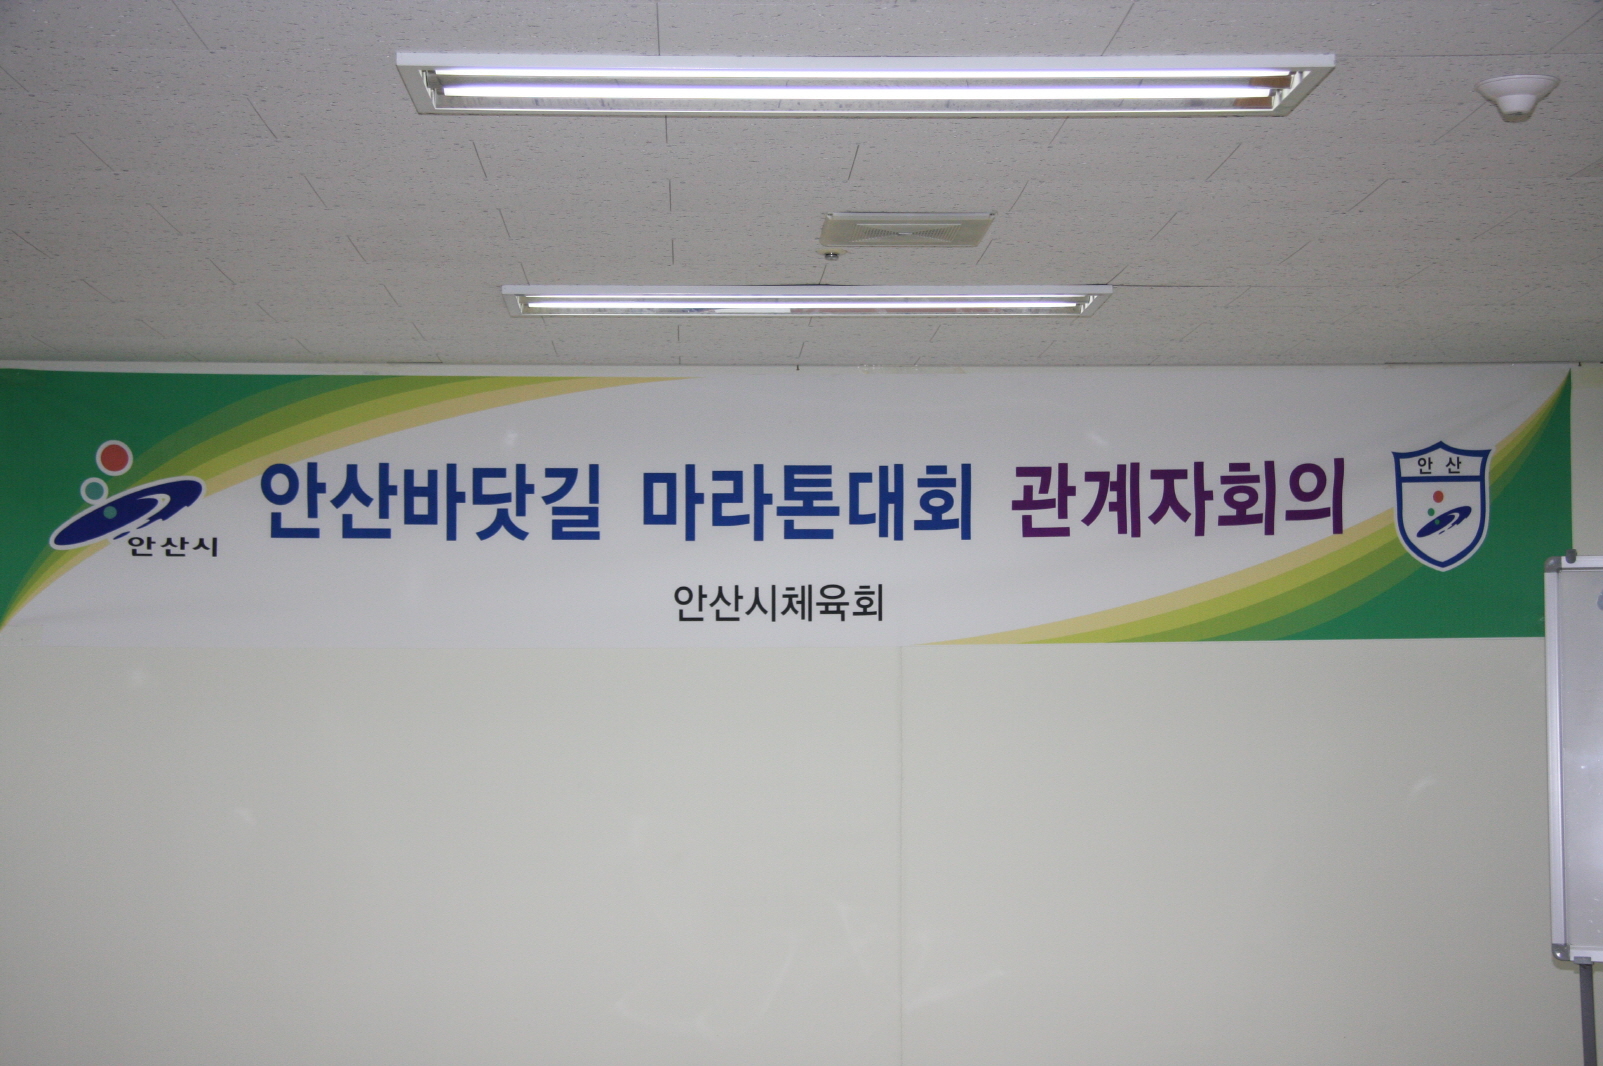 안산시
안산바닷길 마라톤대회 관계자회의
안산
안산시체육회